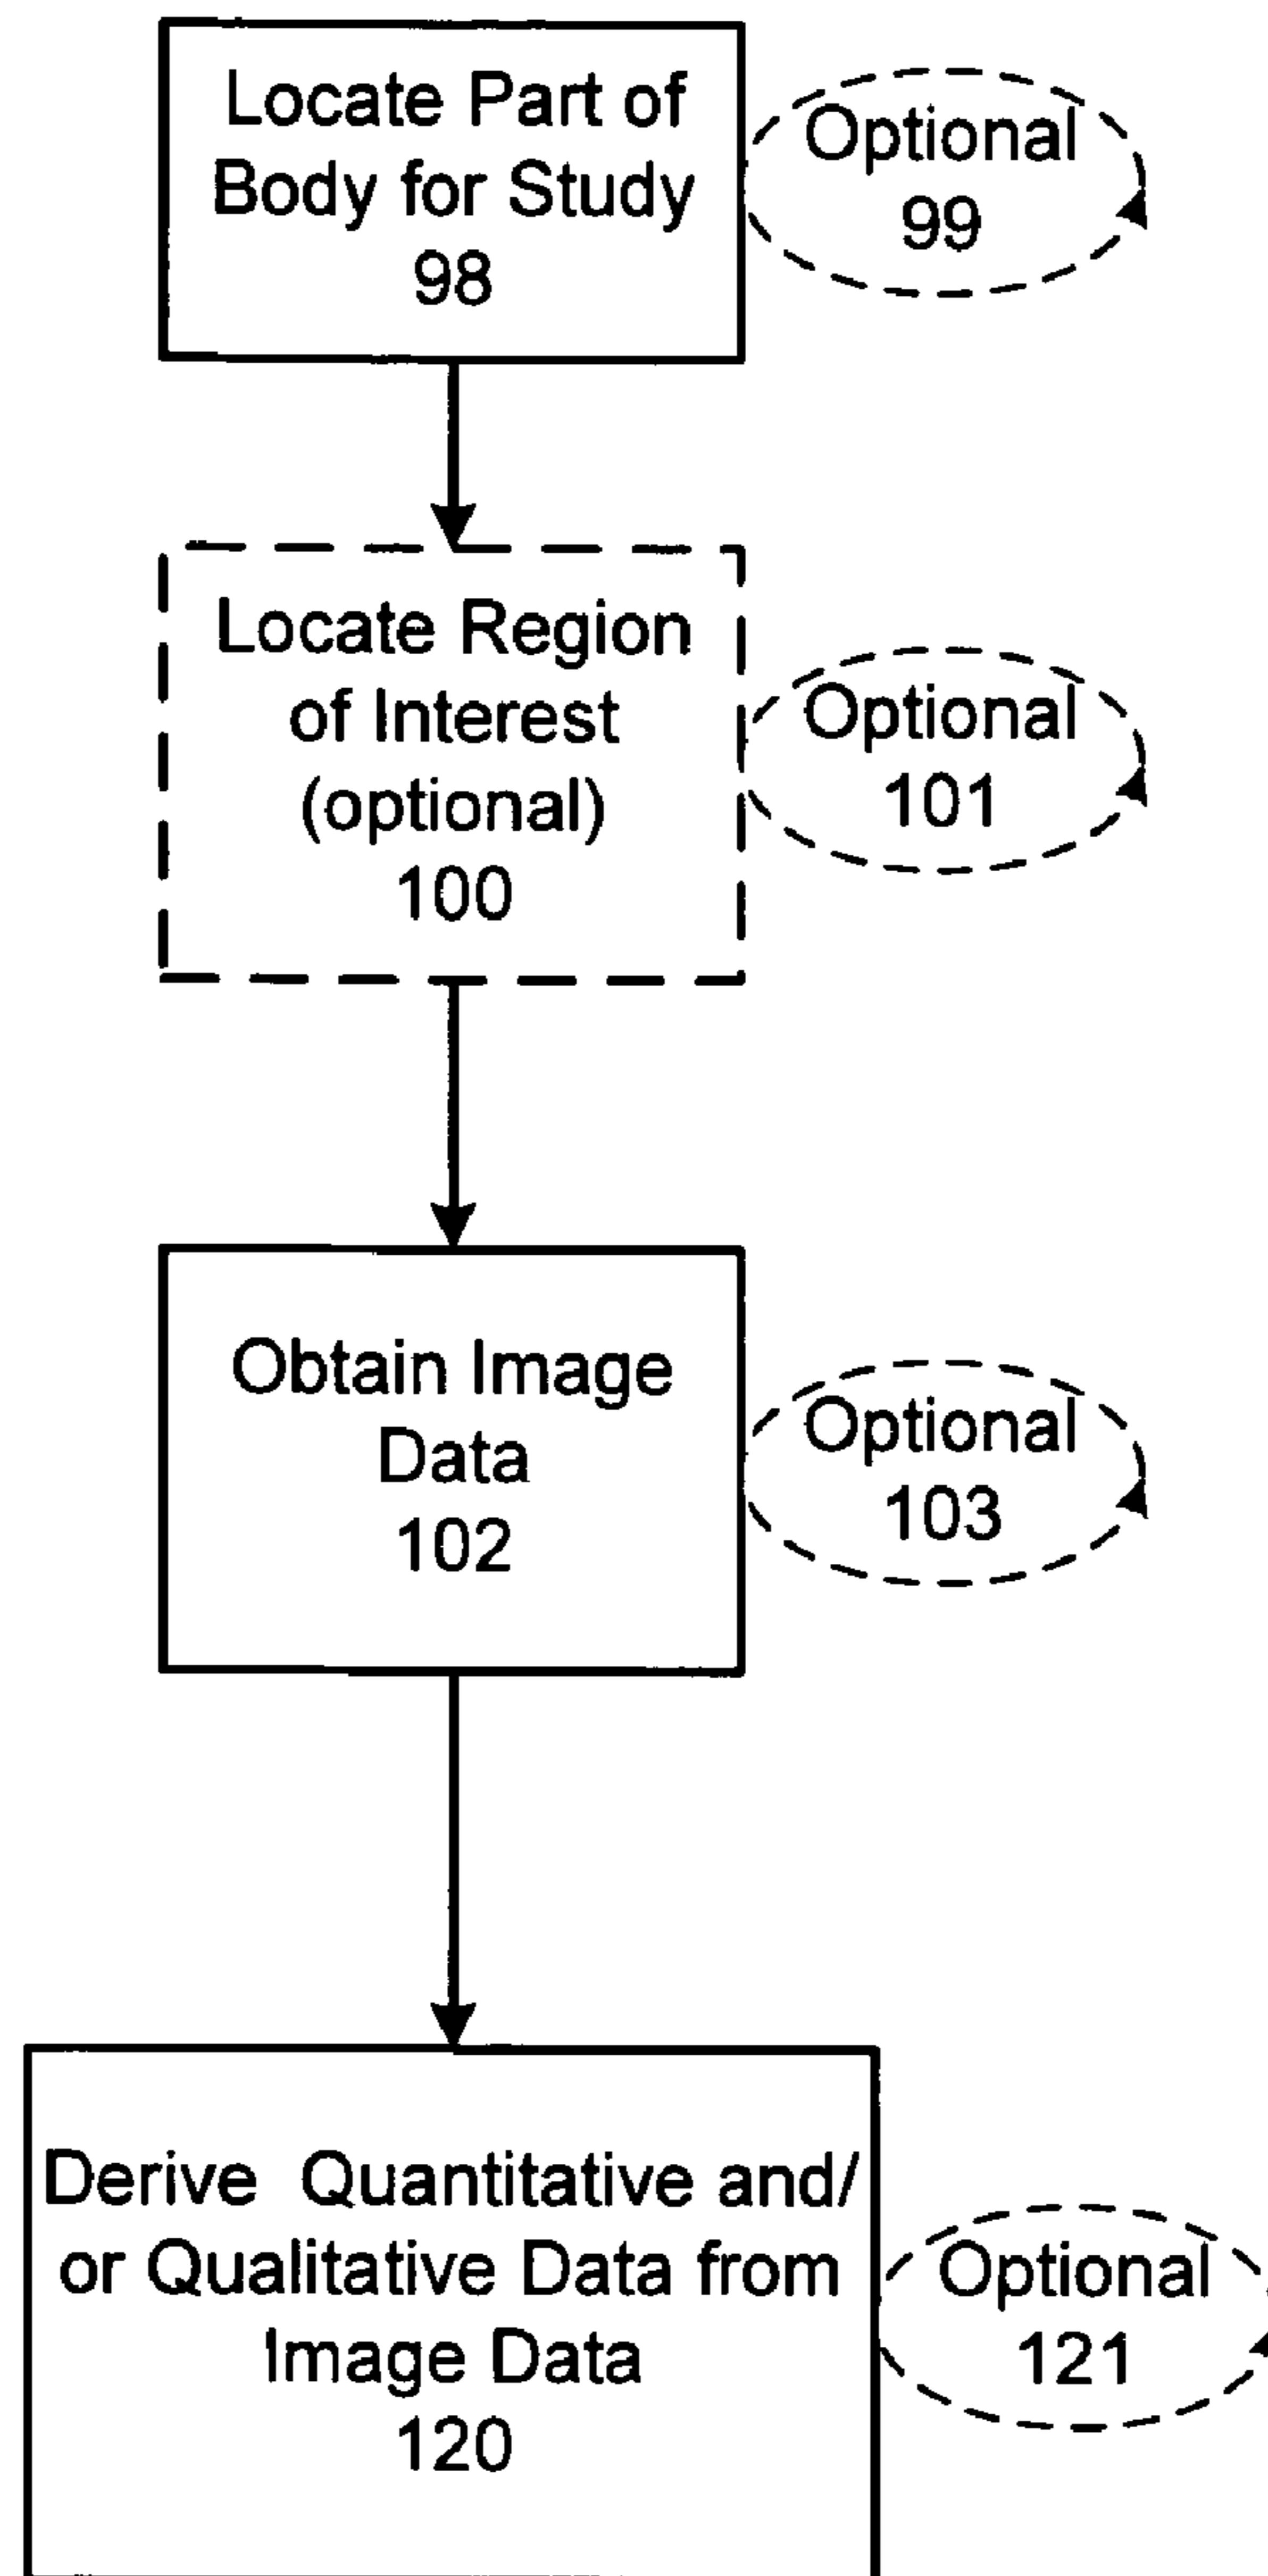 Locate Part of
Body for Study
98
Optional
99
Locate Region
of Interest
(optional)
100
Optional
101
Obtain Image
Data
102
Optional
103
Derive Quantitative and/
or Qualitative Data from
Image Data
120
Optional
121